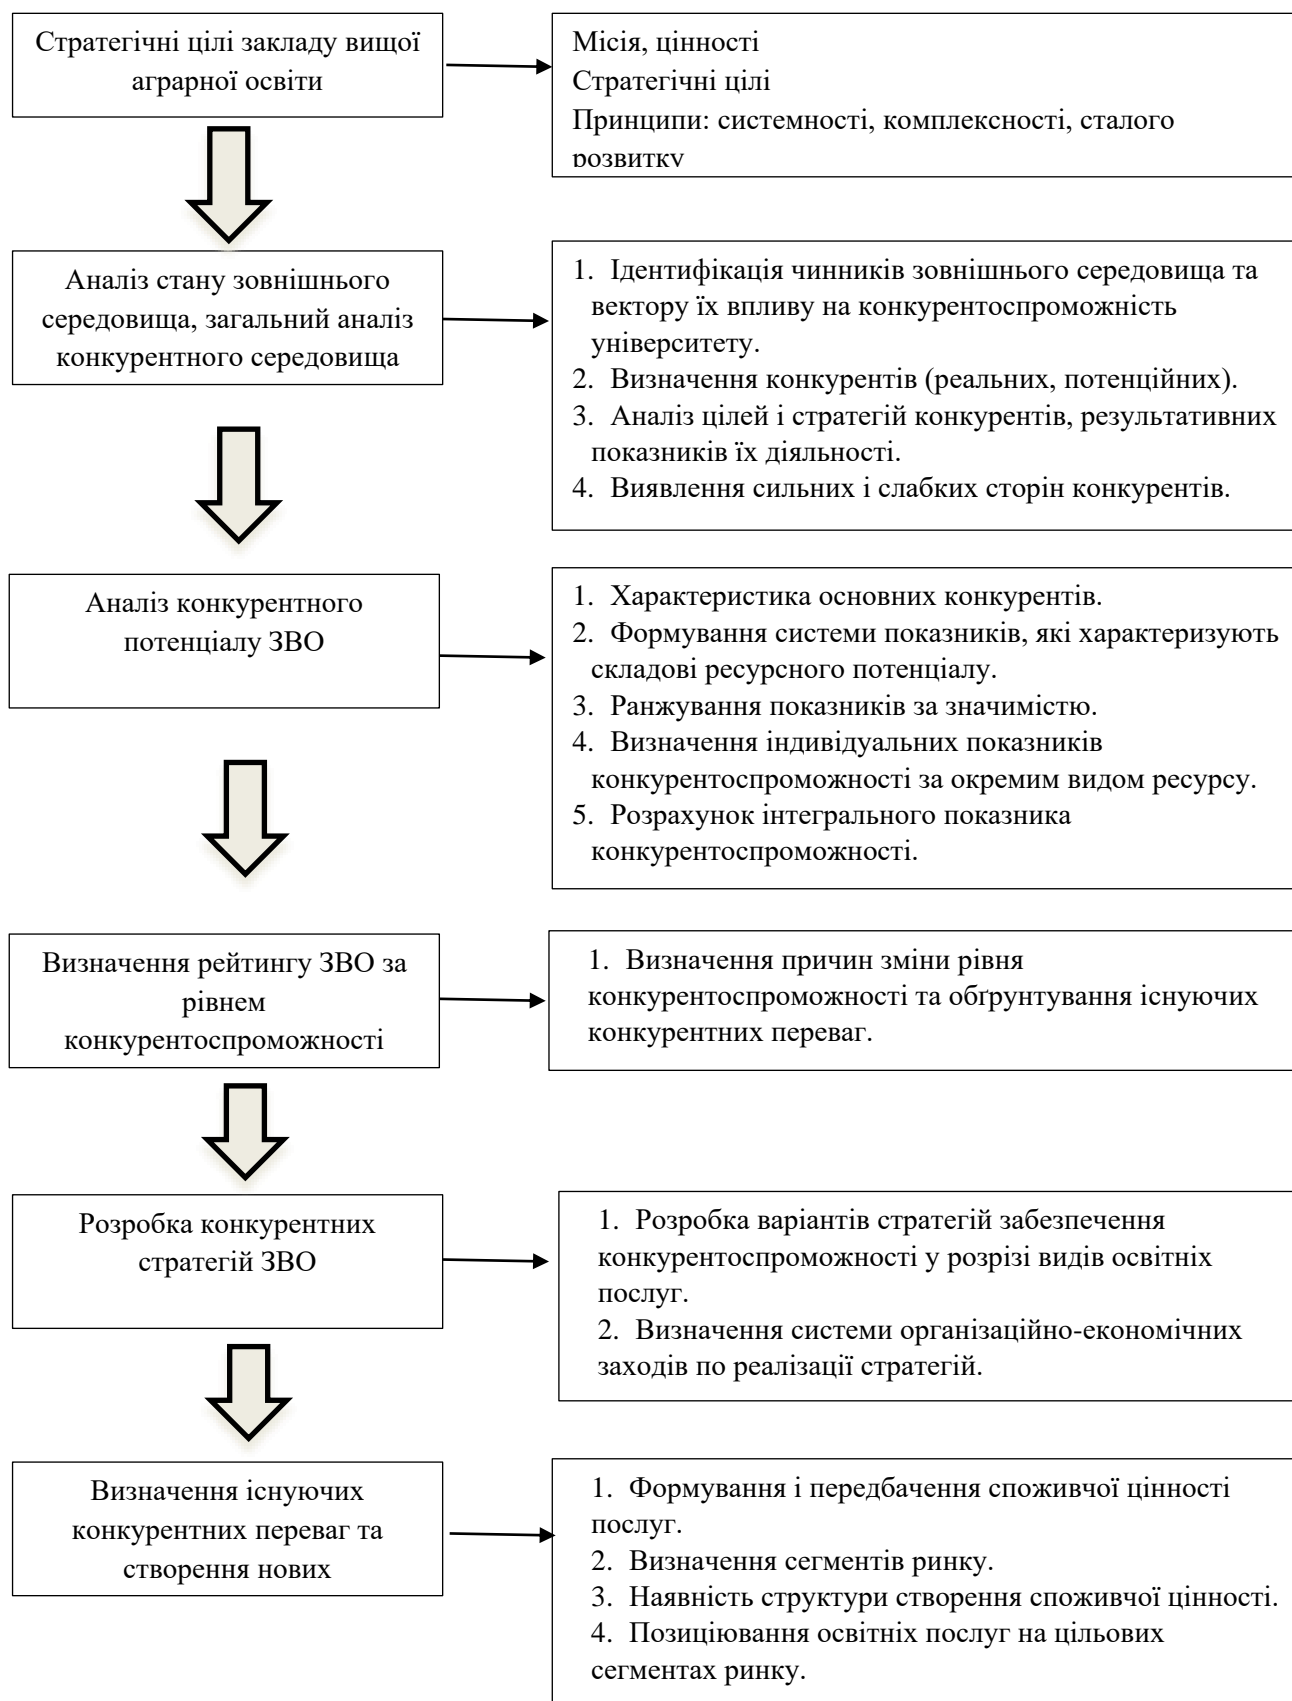 Стратегічні цілі закладу вищої
аграрної освіти
Місія, цінності
Стратегічні цілі
Принципи: системності, комплексності, сталого
розвитку
Аналіз стану зовнішнього
середовища, загальний аналіз
конкурентного середовища
1. Ідентифікація чинників зовнішнього середовища та
вектору їх впливу на конкурентоспроможність
університету.
2. Визначення конкурентів (реальних, потенційних).
3. Аналіз цілей і стратегій конкурентів, результативних
показників їх діяльності.
4. Виявлення сильних і слабких сторін конкурентів.
Аналіз конкурентного
потенціалу ЗВО
1. Характеристика основних конкурентів.
2. Формування системи показників, які характеризують
складові ресурсного потенціалу.
3. Ранжування показників за значимістю.
4. Визначення індивідуальних показників
конкурентоспроможності за окремим видом ресурсу.
5. Розрахунок інтегрального показника
конкурентоспроможності.
Визначення рейтингу ЗВО за
рівнем
конкурентоспроможності
1. Визначення причин зміни рівня
конкурентоспроможності та обґрунтування існуючих
конкурентних переваг.
Розробка конкурентних
стратегій ЗВО
1. Розробка варіантів стратегій забезпечення
конкурентоспроможності у розрізі видів освітніх
послуг.
2. Визначення системи організаційно-економічних
заходів по реалізації стратегій.
Визначення існуючих
конкурентних переваг та
створення нових
1. Формування і передбачення споживчої цінності
послуг.
2. Визначення сегментів ринку.
3. Наявність структури створення споживчої цінності.
4. Позиціювання освітніх послуг на цільових
сегментах ринку.